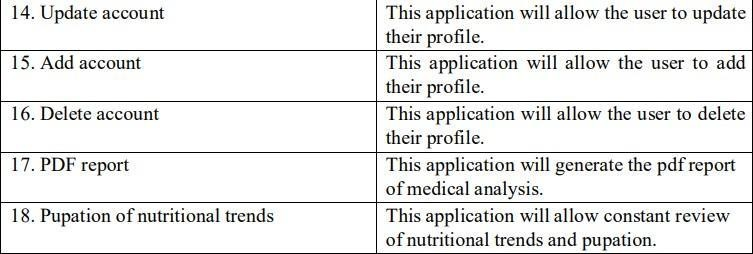 14. Update account
This application will allow the user to update
their profile.
15. Add account
This application will allow the user to add
their profile.
16. Delete account
This application will allow the user to delete
their profile.
17. PDF report
This application will generate the pdf report
of medical analysis.
18. Pupation of nutritional trends
This application will allow constant review
of nutritional trends and pupation.